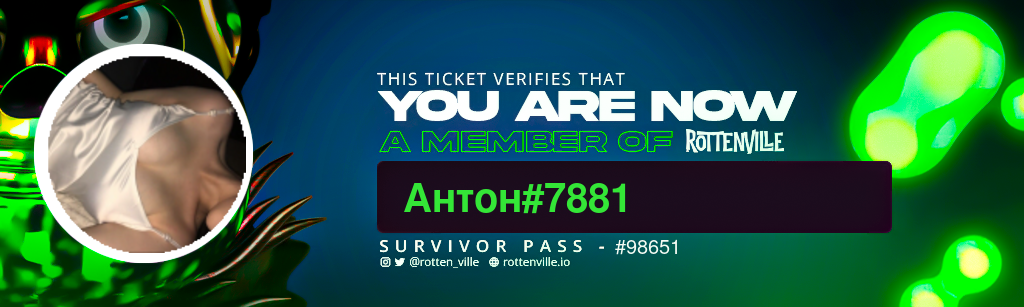 THIS TICKET VERIFIES THAT
YOU ARE NOW
A MEMBER OF ROTTENVILLE
Антон#7881
SURVIVOR PASS - #98651
@rotten_ville rottenville.io